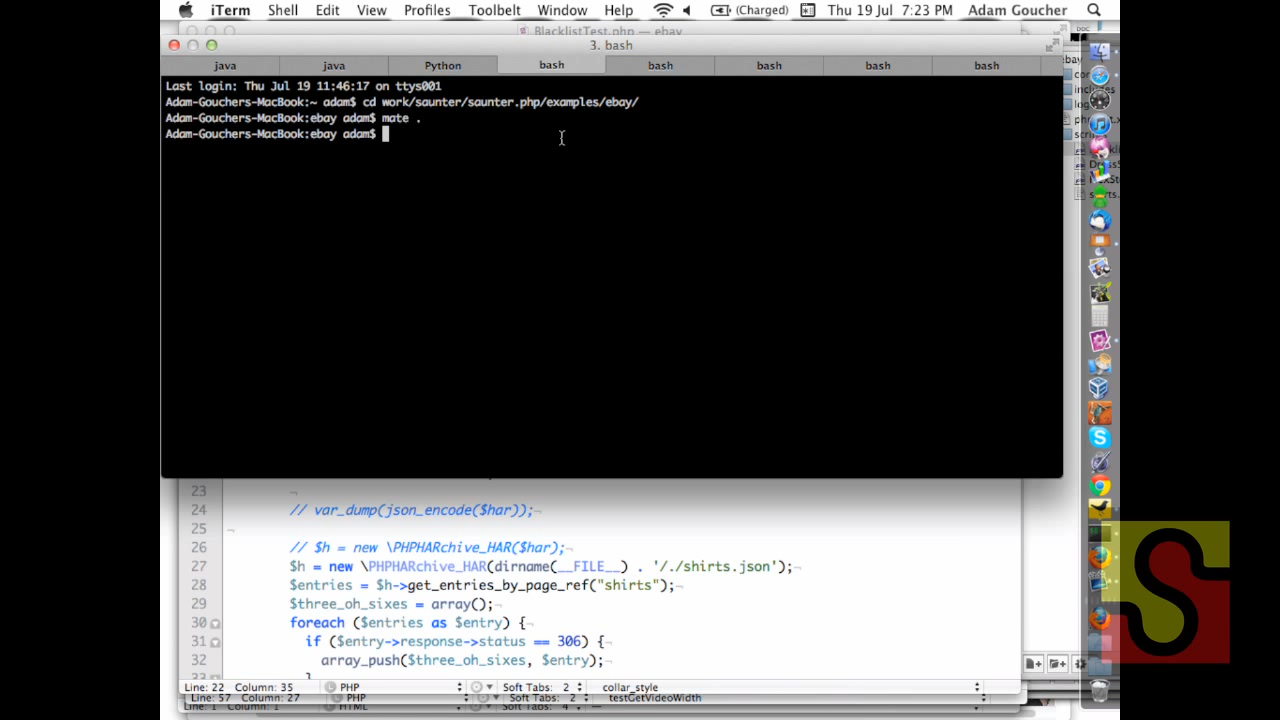 iTerm Shell Edit View Profiles Toolbelt Window Help (Charged) Thu 19 Jul 7:23 PM Adam Goucher
BlacklistTest.php — ebay
3. bash
java java Python bash bash bash bash bash
Last login: Thu Jul 19 11:46:17 on ttys001
Adam-Gouchers-MacBook:~ adam$ cd work/saunter/saunter.php/examples/ebay/
Adam-Gouchers-MacBook:ebay adam$ mate .
Adam-Gouchers-MacBook:ebay adam$
23
24 // var_dump(json_encode($har));
25
26 // $h = new \PHPHARchive_HAR($har);
27 $h = new \PHPHARchive_HAR(dirname(__FILE__) . '/./shirts.json');
28 $entries = $h->get_entries_by_page_ref("shirts");
29 $three_oh_sixes = array();
30 foreach ($entries as $entry) {
31 if ($entry->response->status == 306) {
32 array_push($three_oh_sixes, $entry);
33 }
Line: 22 Column: 35 PHP Soft Tabs: 2 collar_style
Line: 57 Column: 27 PHP Soft Tabs: 2 testGetVideoWidth
Line: 1 Column: 1 HTML Soft Tabs: 4